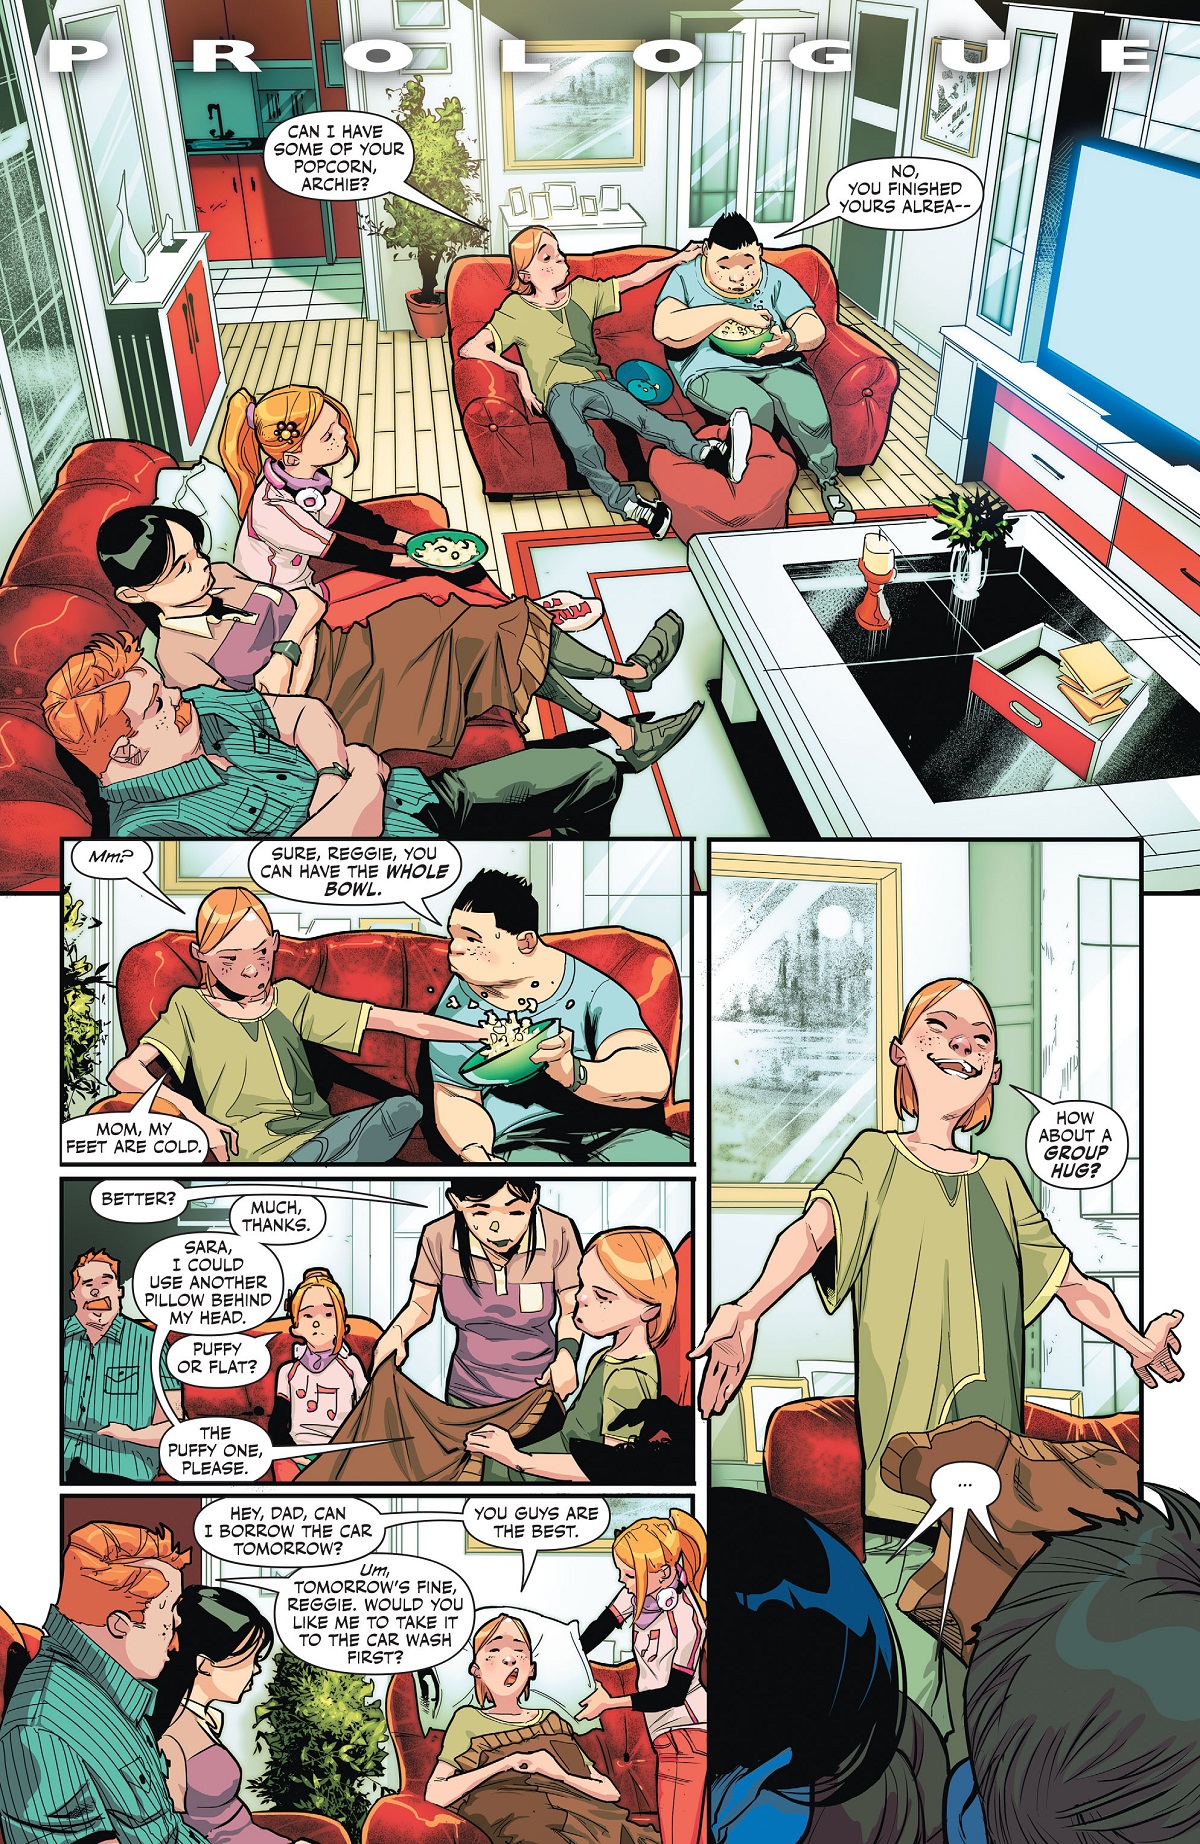 PROLOGUE
CAN I HAVE
SOME OF YOUR
POPCORN,
ARCHIE?
NO,
YOU FINISHED
YOURS ALREA--
Mm?
SURE, REGGIE, YOU
CAN HAVE THE WHOLE
BOWL.
MOM, MY
FEET ARE COLD.
BETTER?
MUCH,
THANKS.
SARA,
I COULD
USE ANOTHER
PILLOW BEHIND
MY HEAD.
PUFFY
OR FLAT?
THE
PUFFY ONE,
PLEASE.
HEY, DAD, CAN
I BORROW THE CAR
TOMORROW?
YOU GUYS ARE
THE BEST.
Um,
TOMORROW'S FINE,
REGGIE. WOULD YOU
LIKE ME TO TAKE IT
TO THE CAR WASH
FIRST?
HOW
ABOUT A
GROUP
HUG?
...